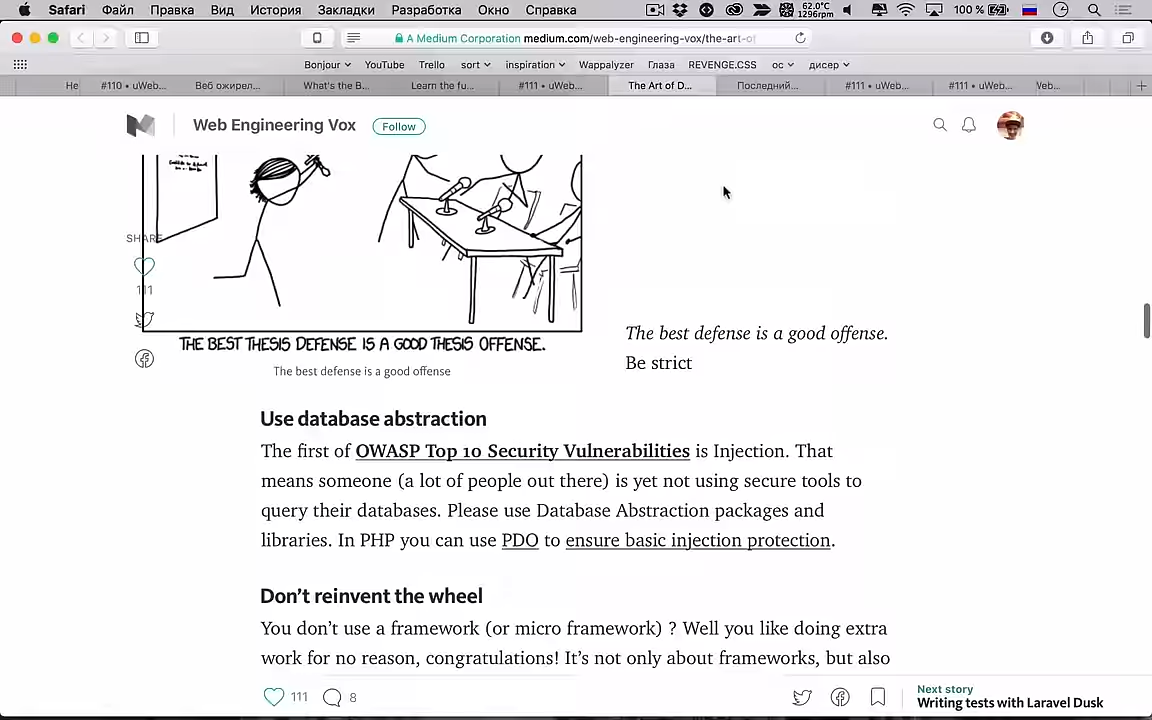 Safari Файл Правка Вид История Закладки Разработка Окно Справка 62.0°C 1296rpm 100 %
A Medium Corporation medium.com/web-engineering-vox/the-art-of
Bonjour YouTube Trello sort inspiration Wappalyzer Глаза REVENGE.CSS ос дисер
Не #110 • uWeb... Веб ожирел... What's the B... Learn the fu... #111 • uWeb... The Art of D... Последний... #111 • uWeb... #111 • uWeb... Veb...
Web Engineering Vox Follow
SHARE
111
THE BEST THESIS DEFENSE IS A GOOD THESIS OFFENSE.
The best defense is a good offense
The best defense is a good offense.
Be strict
Use database abstraction
The first of OWASP Top 10 Security Vulnerabilities is Injection. That
means someone (a lot of people out there) is yet not using secure tools to
query their databases. Please use Database Abstraction packages and
libraries. In PHP you can use PDO to ensure basic injection protection.
Don't reinvent the wheel
You don't use a framework (or micro framework) ? Well you like doing extra
work for no reason, congratulations! It's not only about frameworks, but also
111 8
Next story
Writing tests with Laravel Dusk